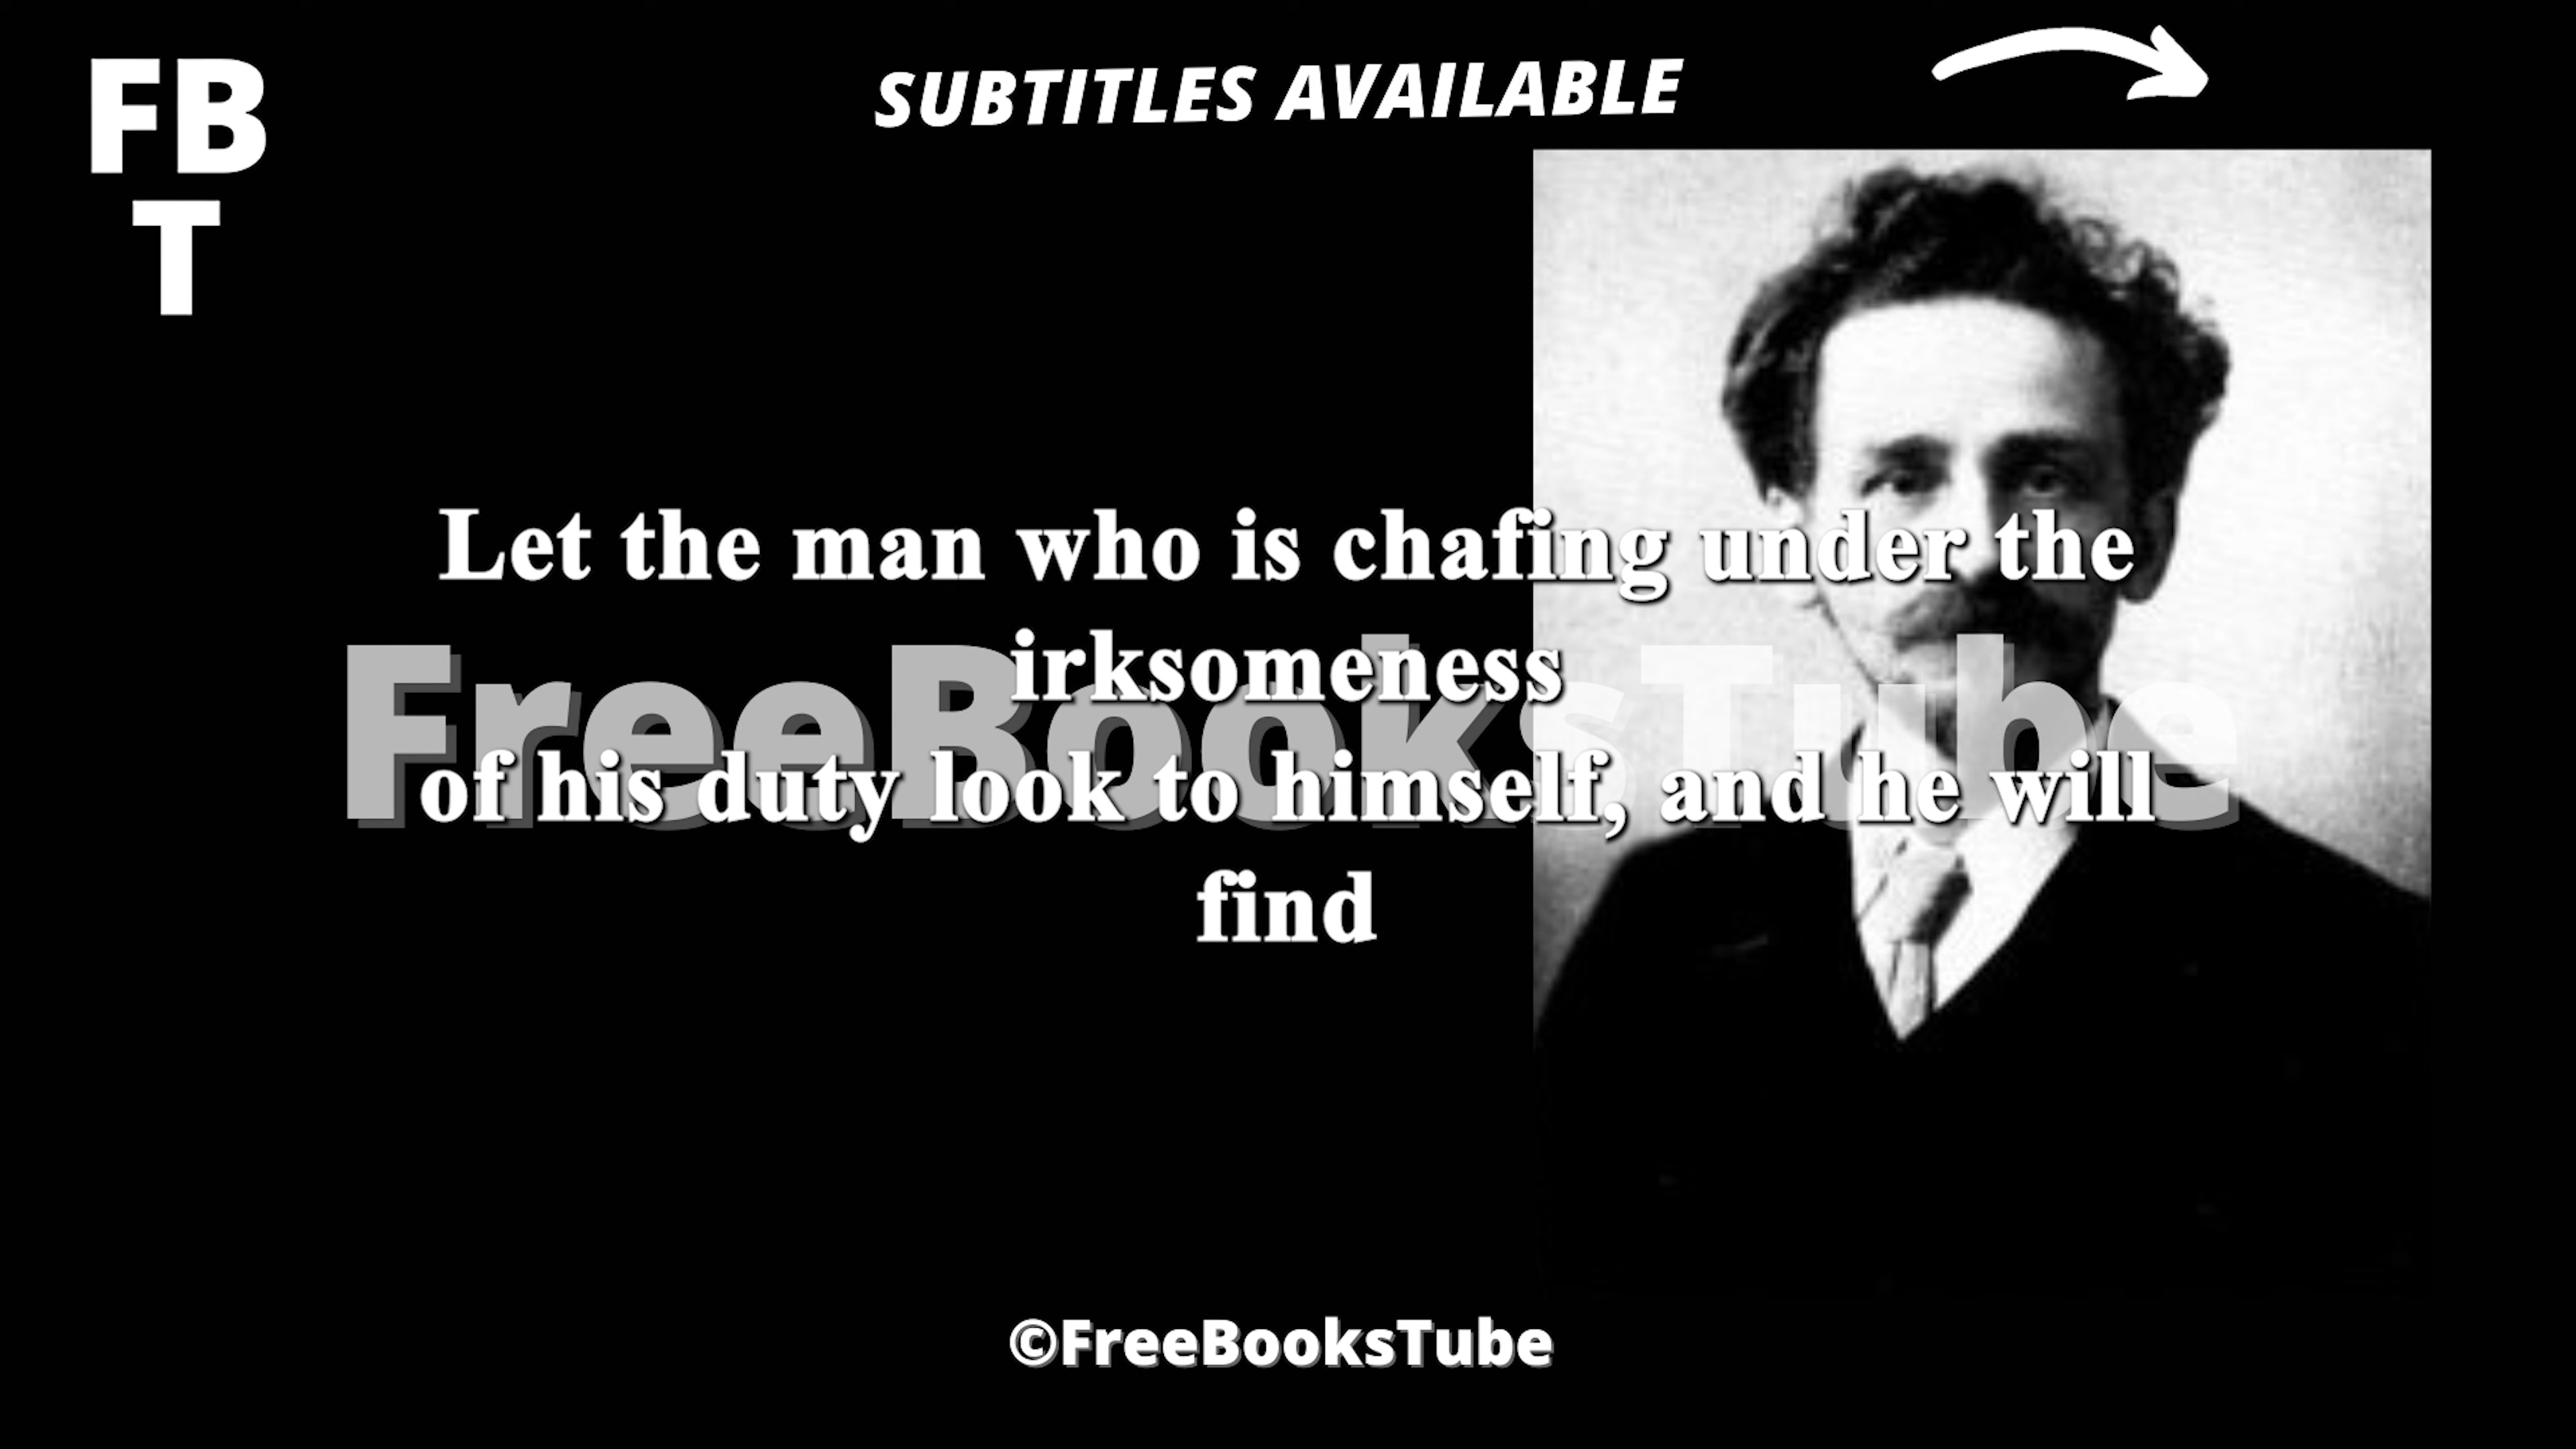 FB
T
SUBTITLES AVAILABLE
Let the man who is chafing under the
irksomeness
FreeBooksTube
of his duty look to himself, and he will
find
©FreeBooksTube